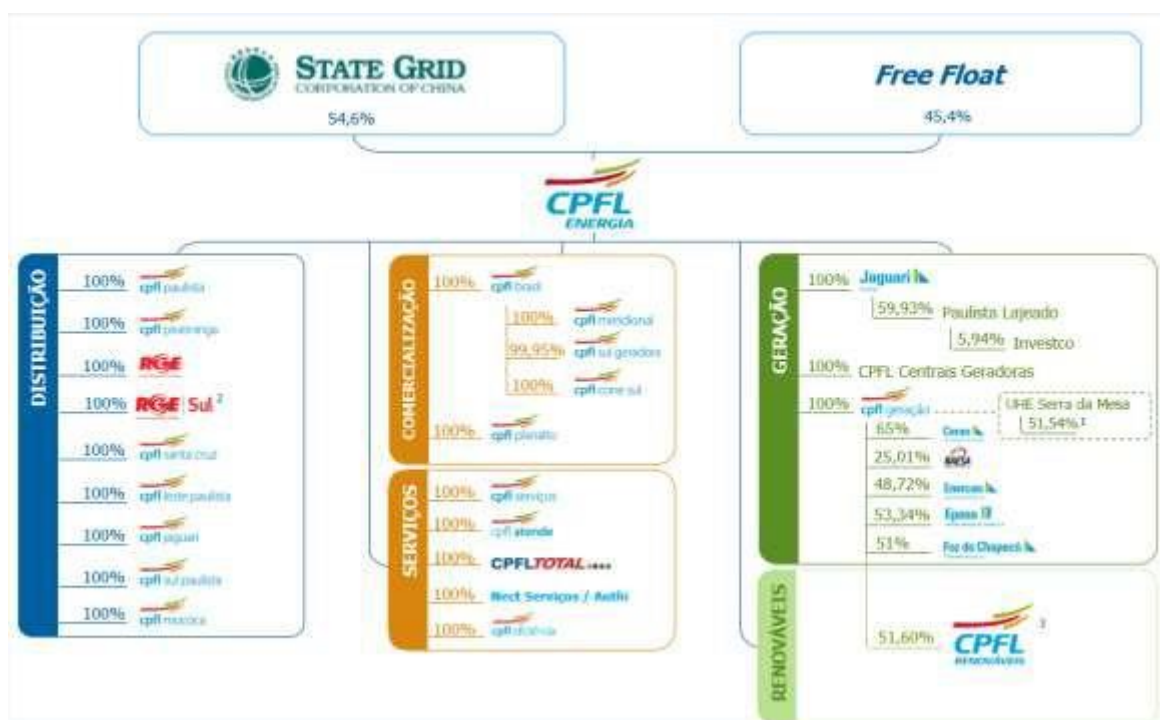 STATE GRID
CORPORATION OF CHINA
54,6%
Free Float
45,4%
CPFL
ENERGIA
DISTRIBUIÇÃO
100% cpfl paulista
100% cpfl piratininga
100% RGE
100% RGE Sul 2
100% cpfl santa cruz
100% cpfl leste paulista
100% cpfl jaguari
100% cpfl sul paulista
100% cpfl mococa
COMERCIALIZAÇÃO
100% cpfl brasil
100% cpfl meridional
99,95% cpfl sul geradora
100% cpfl cone sul
100% cpfl planalto
SERVIÇOS
100% cpfl serviços
100% cpfl atende
100% CPFL TOTAL
100% Nect Serviços / Authi
100% cpfl
GERAÇÃO
100% Jaguari
59,93% Paulista Lajeado
5,94% Investco
100% CPFL Centrais Geradoras
100% cpfl geração
UHE Serra da Mesa
51,54% 1
65% Ceran
25,01% BAESA
48,72% Enercan
53,34% Epasa
51% Foz do Chapecó
RENOVÁVEIS
51,60% CPFL
RENOVÁVEIS
3